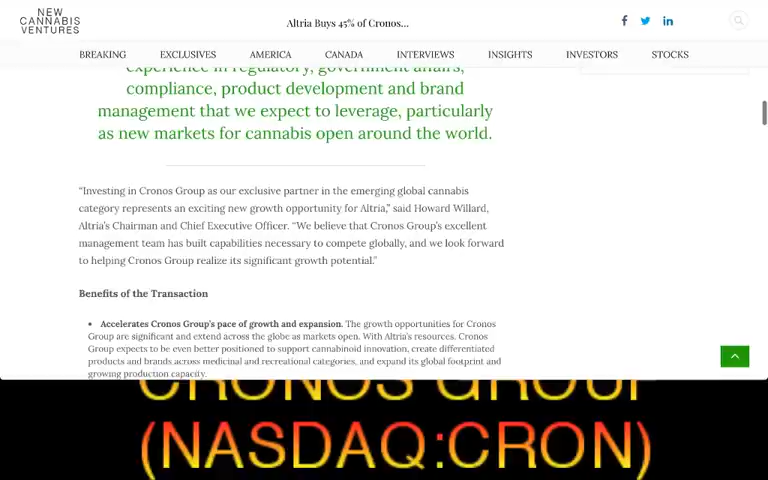 NEW
CANNABIS
VENTURES
Altria Buys 45% of Cronos...
BREAKING EXCLUSIVES AMERICA CANADA INTERVIEWS INSIGHTS INVESTORS STOCKS
experience in regulatory, government affairs,
compliance, product development and brand
management that we expect to leverage, particularly
as new markets for cannabis open around the world.
“Investing in Cronos Group as our exclusive partner in the emerging global cannabis
category represents an exciting new growth opportunity for Altria,” said Howard Willard,
Altria’s Chairman and Chief Executive Officer. “We believe that Cronos Group’s excellent
management team has built capabilities necessary to compete globally, and we look forward
to helping Cronos Group realize its significant growth potential.”
Benefits of the Transaction
• Accelerates Cronos Group’s pace of growth and expansion. The growth opportunities for Cronos
Group are significant and extend across the globe as markets open. With Altria’s resources, Cronos
Group expects to be even better positioned to support cannabinoid innovation, create differentiated
products and brands across medicinal and recreational categories, and expand its global footprint and
growing production capacity.
CRONOS GROUP
(NASDAQ:CRON)